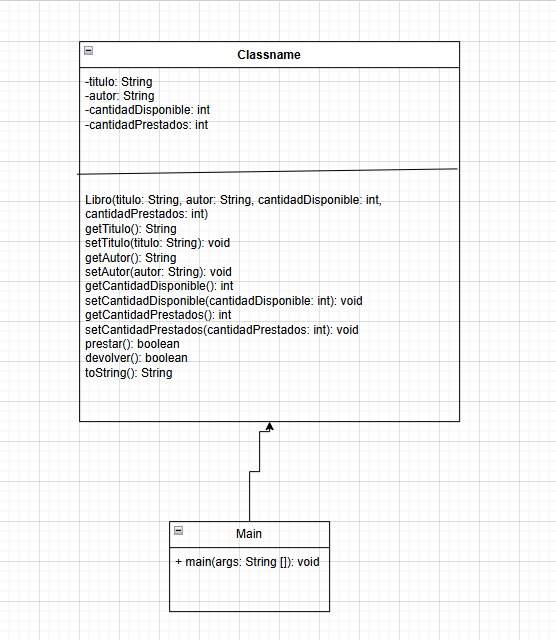 Classname
-titulo: String
-autor: String
-cantidadDisponible: int
-cantidadPrestados: int
Libro(titulo: String, autor: String, cantidadDisponible: int,
cantidadPrestados: int)
getTitulo(): String
setTitulo(titulo: String): void
getAutor(): String
setAutor(autor: String): void
getCantidadDisponible(): int
setCantidadDisponible(cantidadDisponible: int): void
getCantidadPrestados(): int
setCantidadPrestados(cantidadPrestados: int): void
prestar(): boolean
devolver(): boolean
toString(): String
Main
+ main(args: String []): void